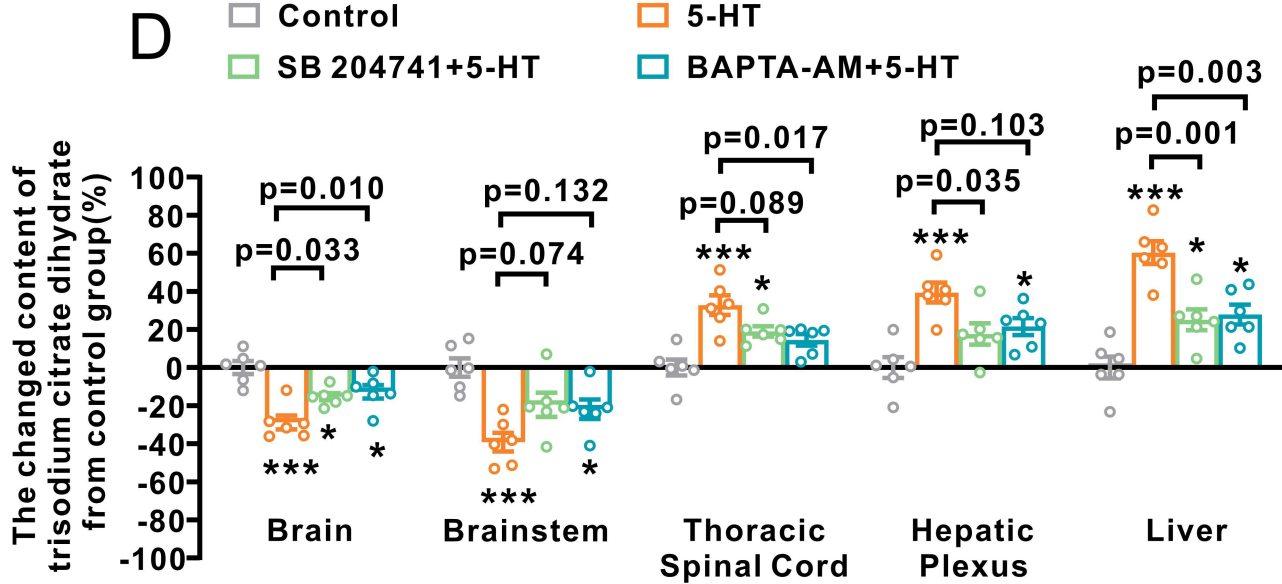 D
Control
5-HT
SB 204741+5-HT
BAPTA-AM+5-HT
The changed content of
trisodium citrate dihydrate
from control group(%)
100
80
60
40
20
0
-20
-40
-60
-80
-100
p=0.010
p=0.033
***
*
*
Brain
p=0.132
p=0.074
***
*
Brainstem
p=0.017
p=0.089
***
*
Thoracic
Spinal Cord
p=0.103
p=0.035
***
*
Hepatic
Plexus
p=0.003
p=0.001
***
*
*
Liver